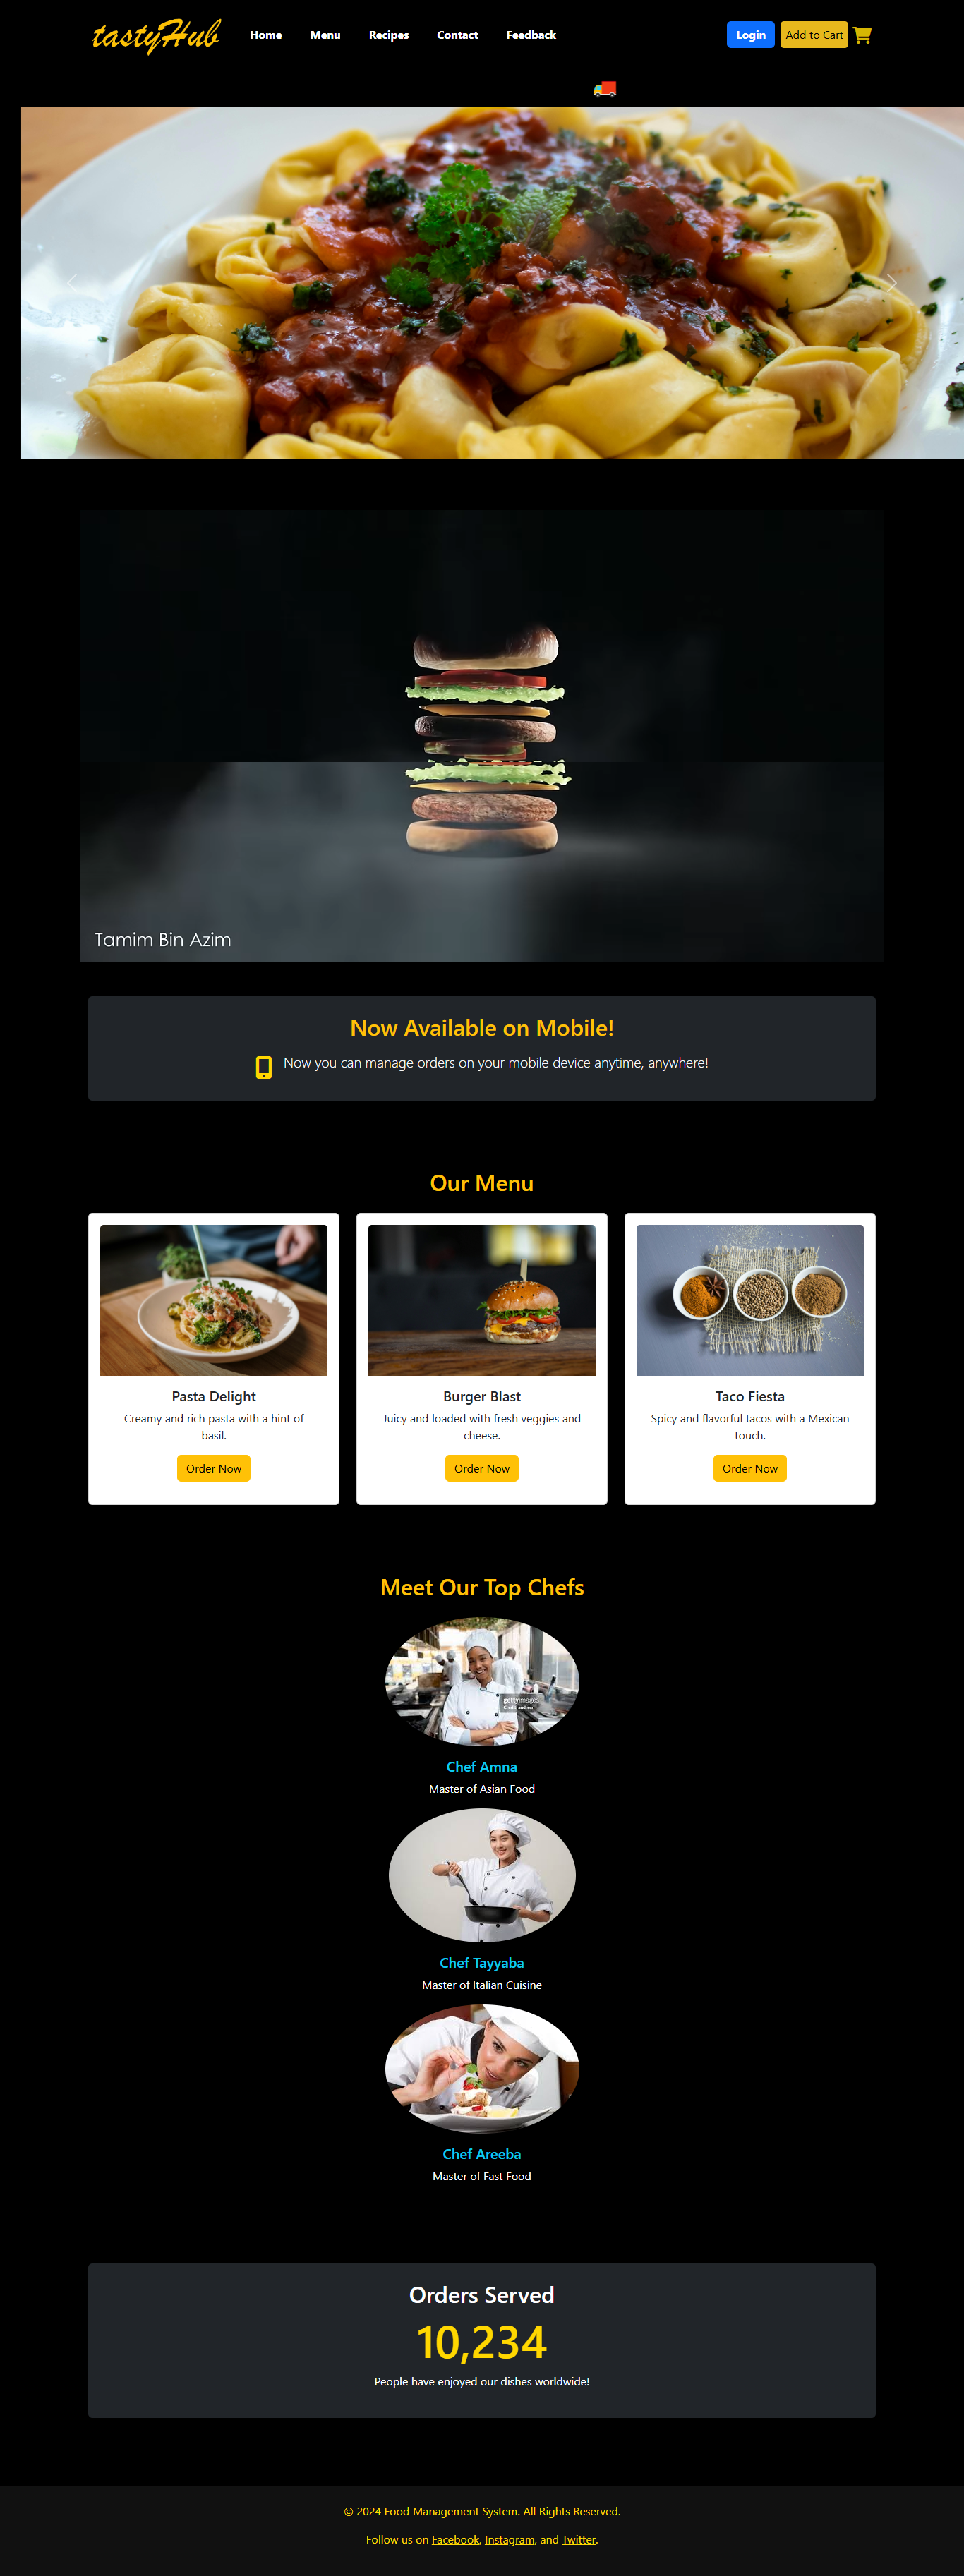 tastyHub
Home Menu Recipes Contact Feedback
Login Add to Cart
Tamim Bin Azim
Now Available on Mobile!
Now you can manage orders on your mobile device anytime, anywhere!
Our Menu
Pasta Delight
Creamy and rich pasta with a hint of
basil.
Order Now
Burger Blast
Juicy and loaded with fresh veggies and
cheese.
Order Now
Taco Fiesta
Spicy and flavorful tacos with a Mexican
touch.
Order Now
Meet Our Top Chefs
gettyimages
Chef Amna
Master of Asian Food
Chef Tayyaba
Master of Italian Cuisine
Chef Areeba
Master of Fast Food
Orders Served
10,234
People have enjoyed our dishes worldwide!
© 2024 Food Management System. All Rights Reserved.
Follow us on Facebook, Instagram, and Twitter.